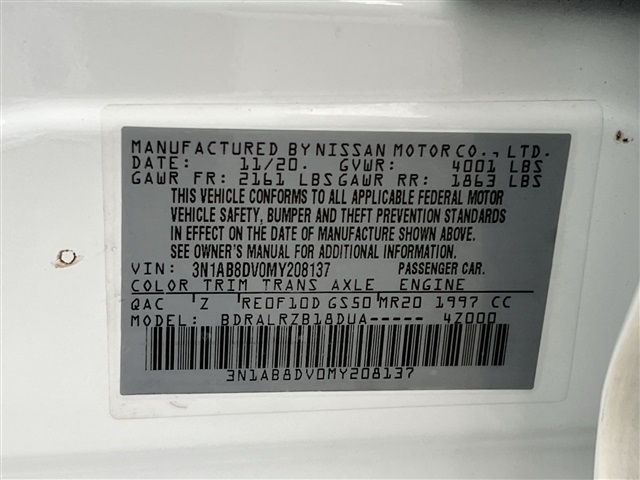 MANUFACTURED BY NISSAN MOTOR CO., LTD.
DATE: 11/20. GVWR: 4001 LBS
GAWR FR: 2161 LBS GAWR RR: 1863 LBS
THIS VEHICLE CONFORMS TO ALL APPLICABLE FEDERAL MOTOR
VEHICLE SAFETY, BUMPER AND THEFT PREVENTION STANDARDS
IN EFFECT ON THE DATE OF MANUFACTURE SHOWN ABOVE.
SEE OWNER'S MANUAL FOR ADDITIONAL INFORMATION.
VIN: 3N1AB8DV0MY208137 PASSENGER CAR.
COLOR TRIM TRANS AXLE ENGINE
QAC Z RE0F10D GS50 MR20 1997 CC
MODEL: BDRALRZB18DUA----- 4Z000
3N1AB8DV0MY208137